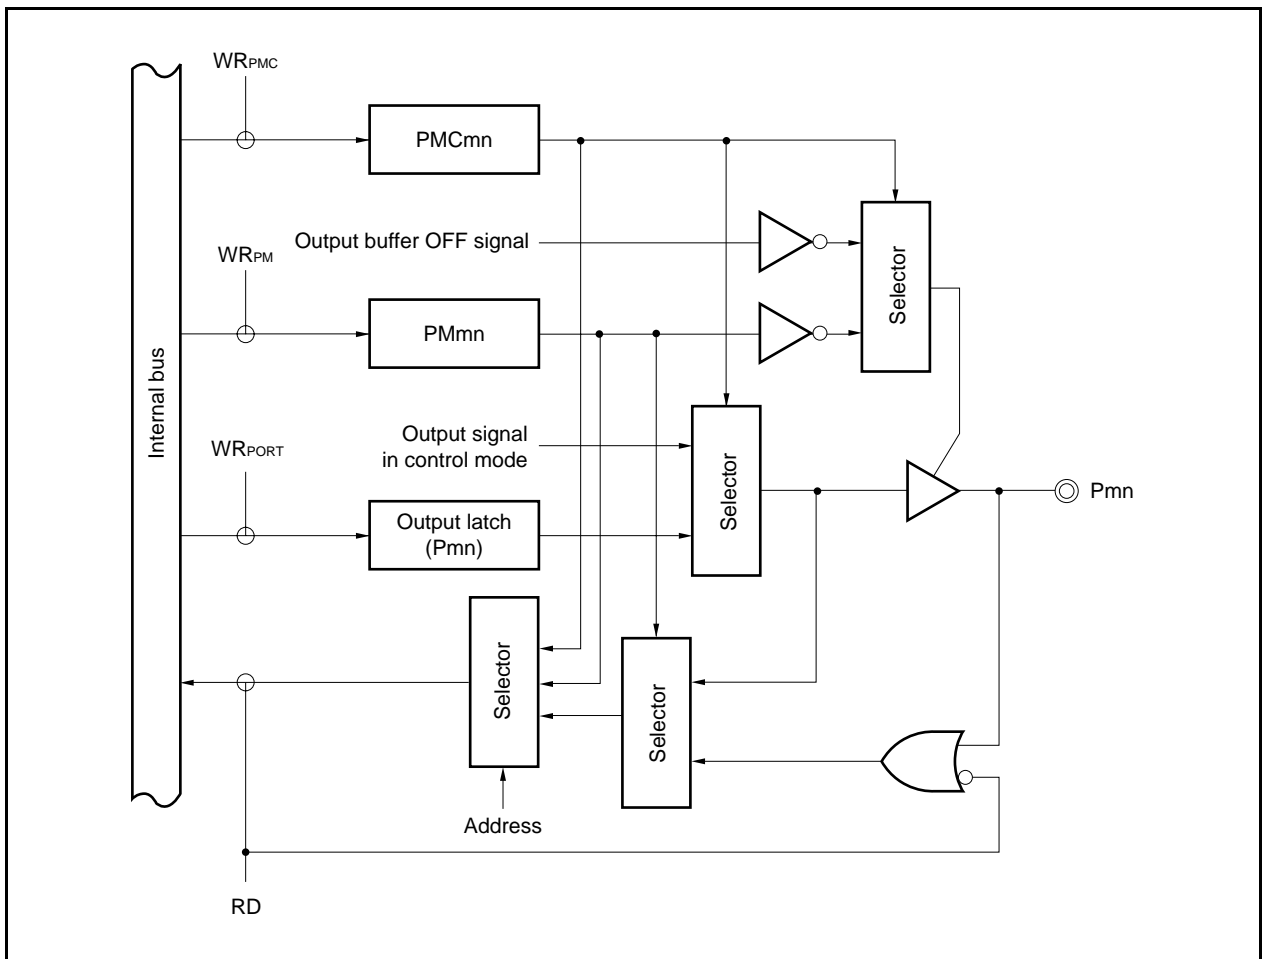 WRPMC
PMCmn
Output buffer OFF signal
Selector
WRPM
PMmn
Internal bus
Output signal
in control mode
WRPORT
Selector
Pmn
Output latch
(Pmn)
Selector
Selector
Address
RD